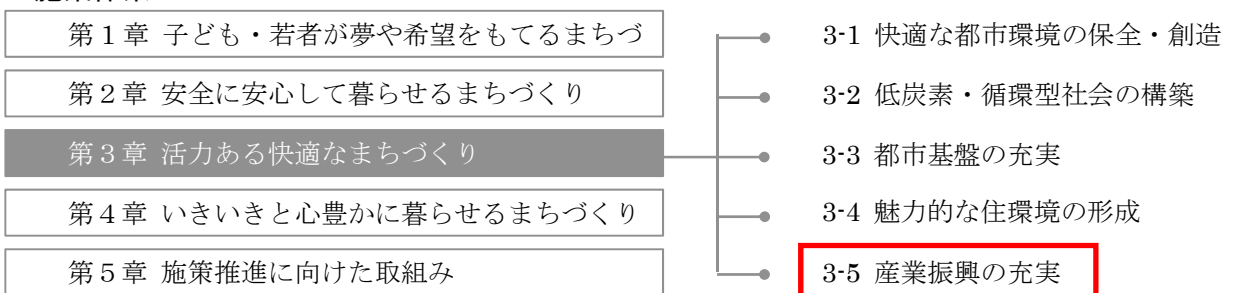 第１章 子ども・若者が夢や希望をもてるまちづ
第２章 安全に安心して暮らせるまちづくり
第３章 活力ある快適なまちづくり
第４章 いきいきと心豊かに暮らせるまちづくり
第５章 施策推進に向けた取組み
3-1 快適な都市環境の保全・創造
3-2 低炭素・循環型社会の構築
3-3 都市基盤の充実
3-4 魅力的な住環境の形成
3-5 産業振興の充実